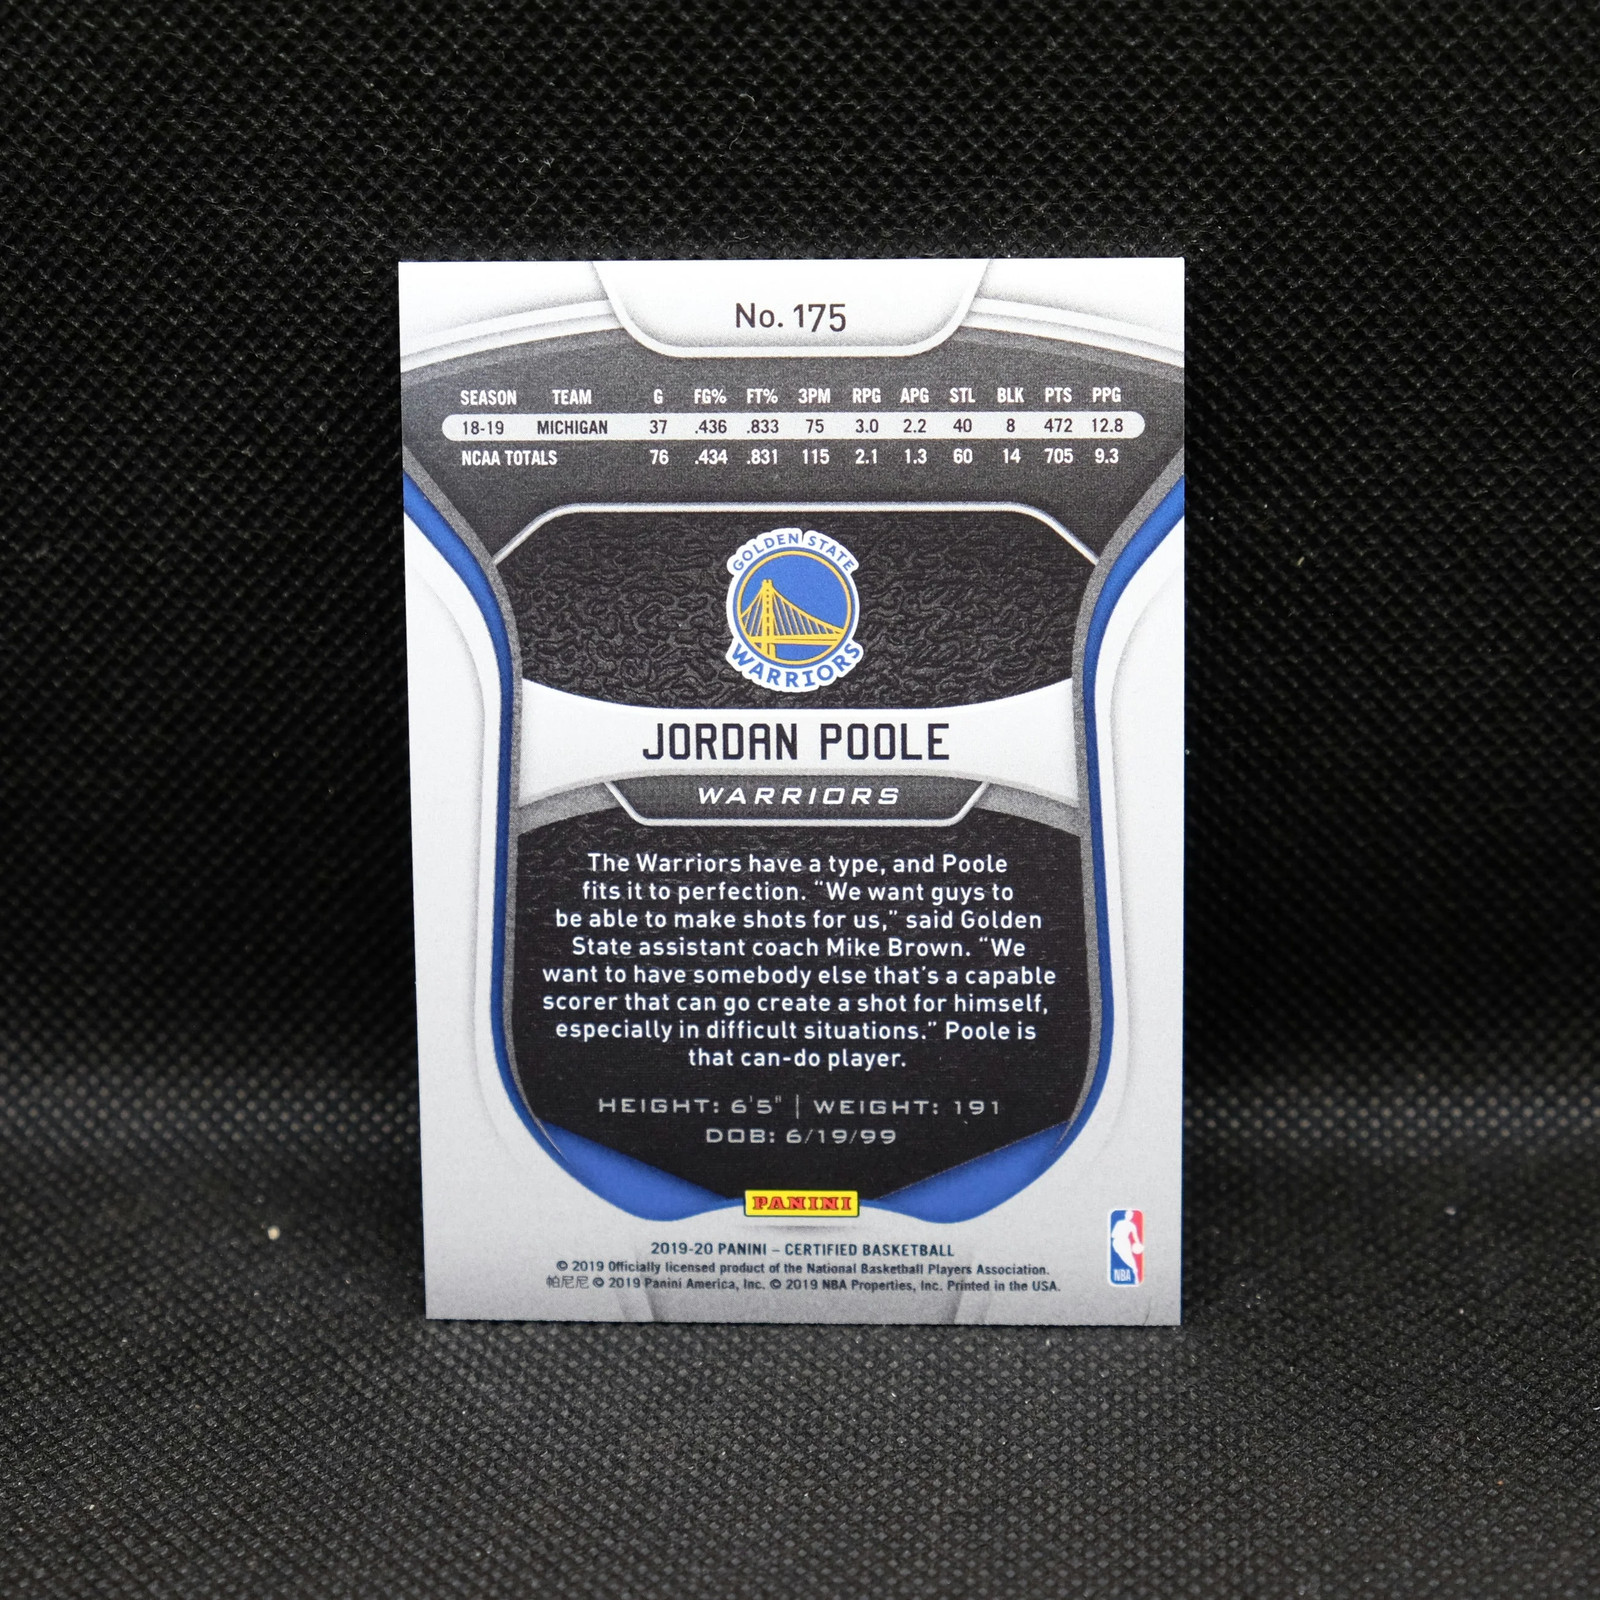 No. 175
SEASON TEAM G FG% FT% 3PM RPG APG STL BLK PTS PPG
18-19 MICHIGAN 37 .436 .833 75 3.0 2.2 40 8 472 12.8
NCAA TOTALS 76 .434 .831 115 2.1 1.3 60 14 705 9.3
GOLDEN STATE
WARRIORS
JORDAN POOLE
WARRIORS
The Warriors have a type, and Poole
fits it to perfection. “We want guys to
be able to make shots for us,” said Golden
State assistant coach Mike Brown. “We
want to have somebody else that's a capable
scorer that can go create a shot for himself,
especially in difficult situations.” Poole is
that can-do player.
HEIGHT: 6'5" | WEIGHT: 191
DOB: 6/19/99
PANINI
2019-20 PANINI – CERTIFIED BASKETBALL
© 2019 Officially licensed product of the National Basketball Players Association.
帕尼尼 © 2019 Panini America, Inc. © 2019 NBA Properties, Inc. Printed in the USA.
NBA